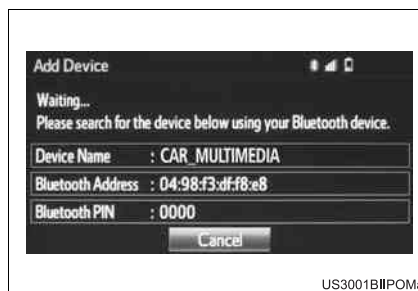 Add Device
Waiting...
Please search for the device below using your Bluetooth device.
Device Name : CAR_MULTIMEDIA
Bluetooth Address : 04:98:f3:df:f8:e8
Bluetooth PIN : 0000
Cancel
US3001BⅡPOMa